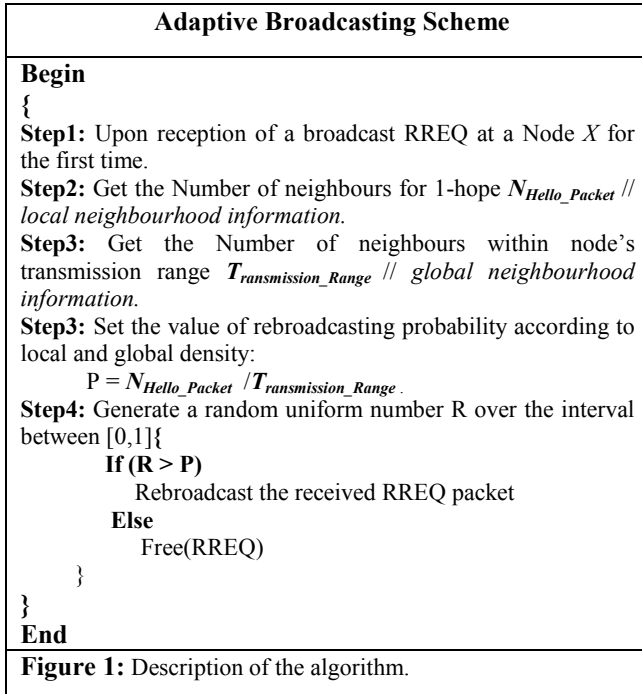 Adaptive Broadcasting Scheme
Begin
{
Step1: Upon reception of a broadcast RREQ at a Node X for
the first time.
Step2: Get the Number of neighbours for 1-hope N_Hello_Packet //
local neighbourhood information.
Step3: Get the Number of neighbours within node's
transmission range T_ransmission_Range // global neighbourhood
information.
Step3: Set the value of rebroadcasting probability according to
local and global density:
P = N_Hello_Packet /T_ransmission_Range .
Step4: Generate a random uniform number R over the interval
between [0,1]{
If (R > P)
Rebroadcast the received RREQ packet
Else
Free(RREQ)
}
}
End
Figure 1: Description of the algorithm.